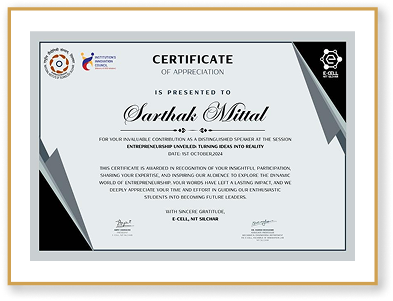 INSTITUTION'S
INNOVATION
COUNCIL
E-CELL
NIT SILCHAR
CERTIFICATE
OF APPRECIATION
IS PRESENTED TO
Sarthak Mittal
FOR YOUR INVALUABLE CONTRIBUTION AS A DISTINGUISHED SPEAKER AT THE SESSION
ENTREPRENEURSHIP UNVEILED: TURNING IDEAS INTO REALITY
DATE: 1ST OCTOBER,2024
THIS CERTIFICATE IS AWARDED IN RECOGNITION OF YOUR INSIGHTFUL PARTICIPATION,
SHARING YOUR EXPERTISE, AND INSPIRING OUR AUDIENCE TO EXPLORE THE DYNAMIC
WORLD OF ENTREPRENEURSHIP. YOUR WORDS HAVE LEFT A LASTING IMPACT, AND WE
DEEPLY APPRECIATE YOUR TIME AND EFFORT IN GUIDING OUR ENTHUSIASTIC
STUDENTS INTO BECOMING FUTURE LEADERS.
WITH SINCERE GRATITUDE,
E-CELL, NIT SILCHAR